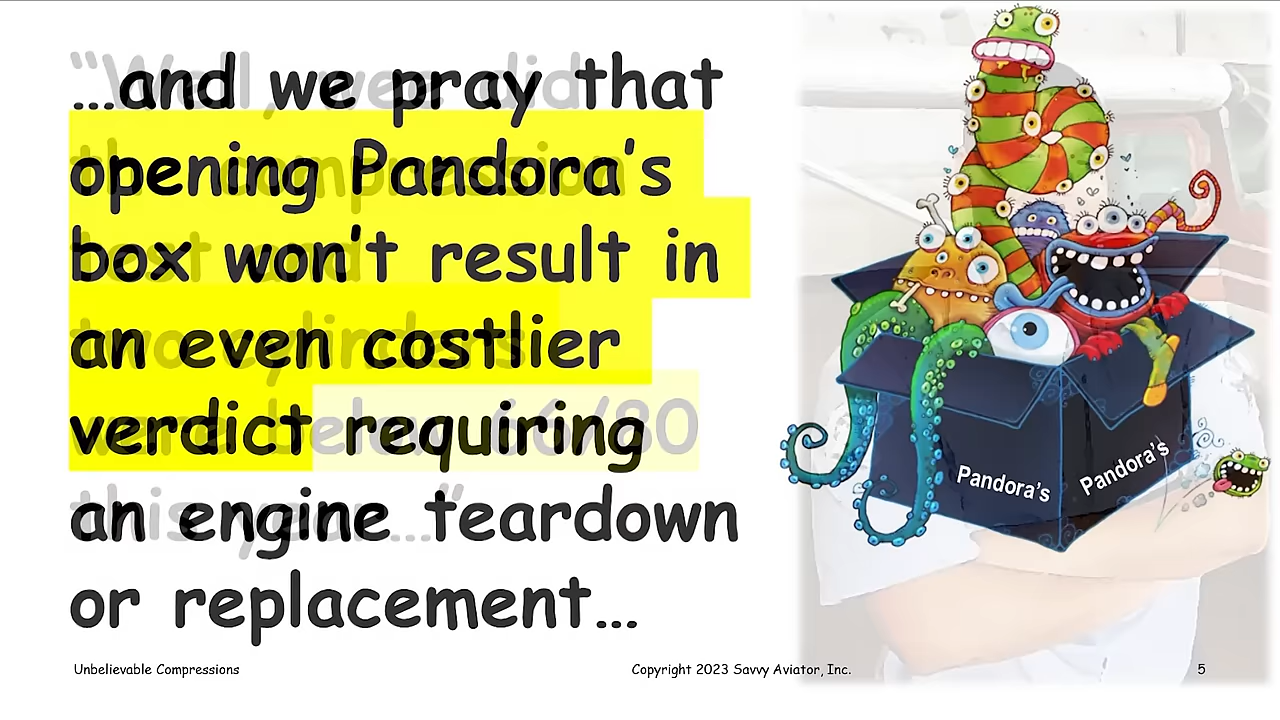 ...and we pray that
opening Pandora's
box won't result in
an even costlier
verdict requiring
an engine teardown
or replacement...
Pandora's
Pandora's
Unbelievable Compressions
Copyright 2023 Savvy Aviator, Inc.
5